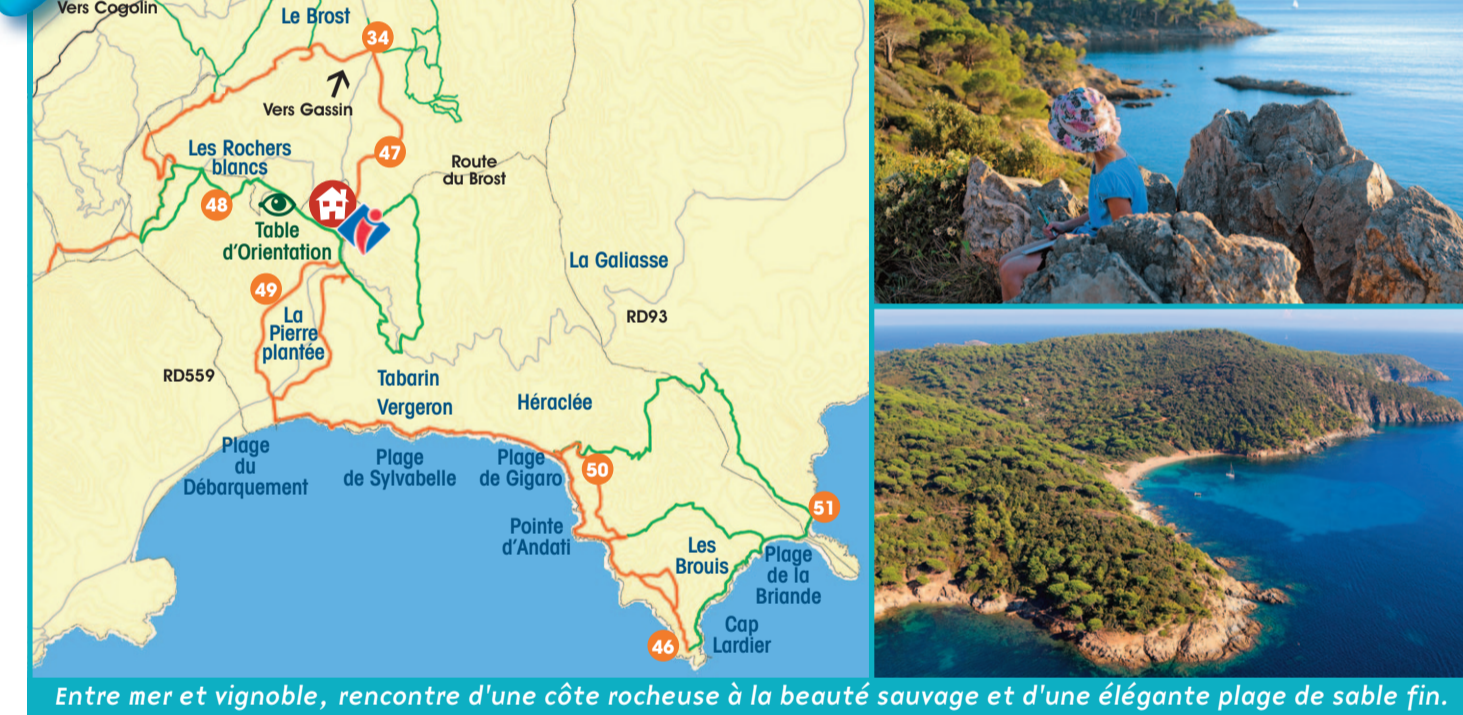 Vers Cogolin
Le Brost
34
Vers Gassin
47
Les Rochers
blancs
Route
du Brost
48
Table
d'Orientation
La Galiasse
49
La
Pierre
plantée
RD93
RD559
Tabarin
Vergeron
Héraclée
Plage
du
Débarquement
Plage
de Sylvabelle
Plage
de Gigaro
50
51
Pointe
d'Andati
Les
Brouis
Plage
de la
Briande
Cap
Lardier
46
Entre mer et vignoble, rencontre d'une côte rocheuse à la beauté sauvage et d'une élégante plage de sable fin.